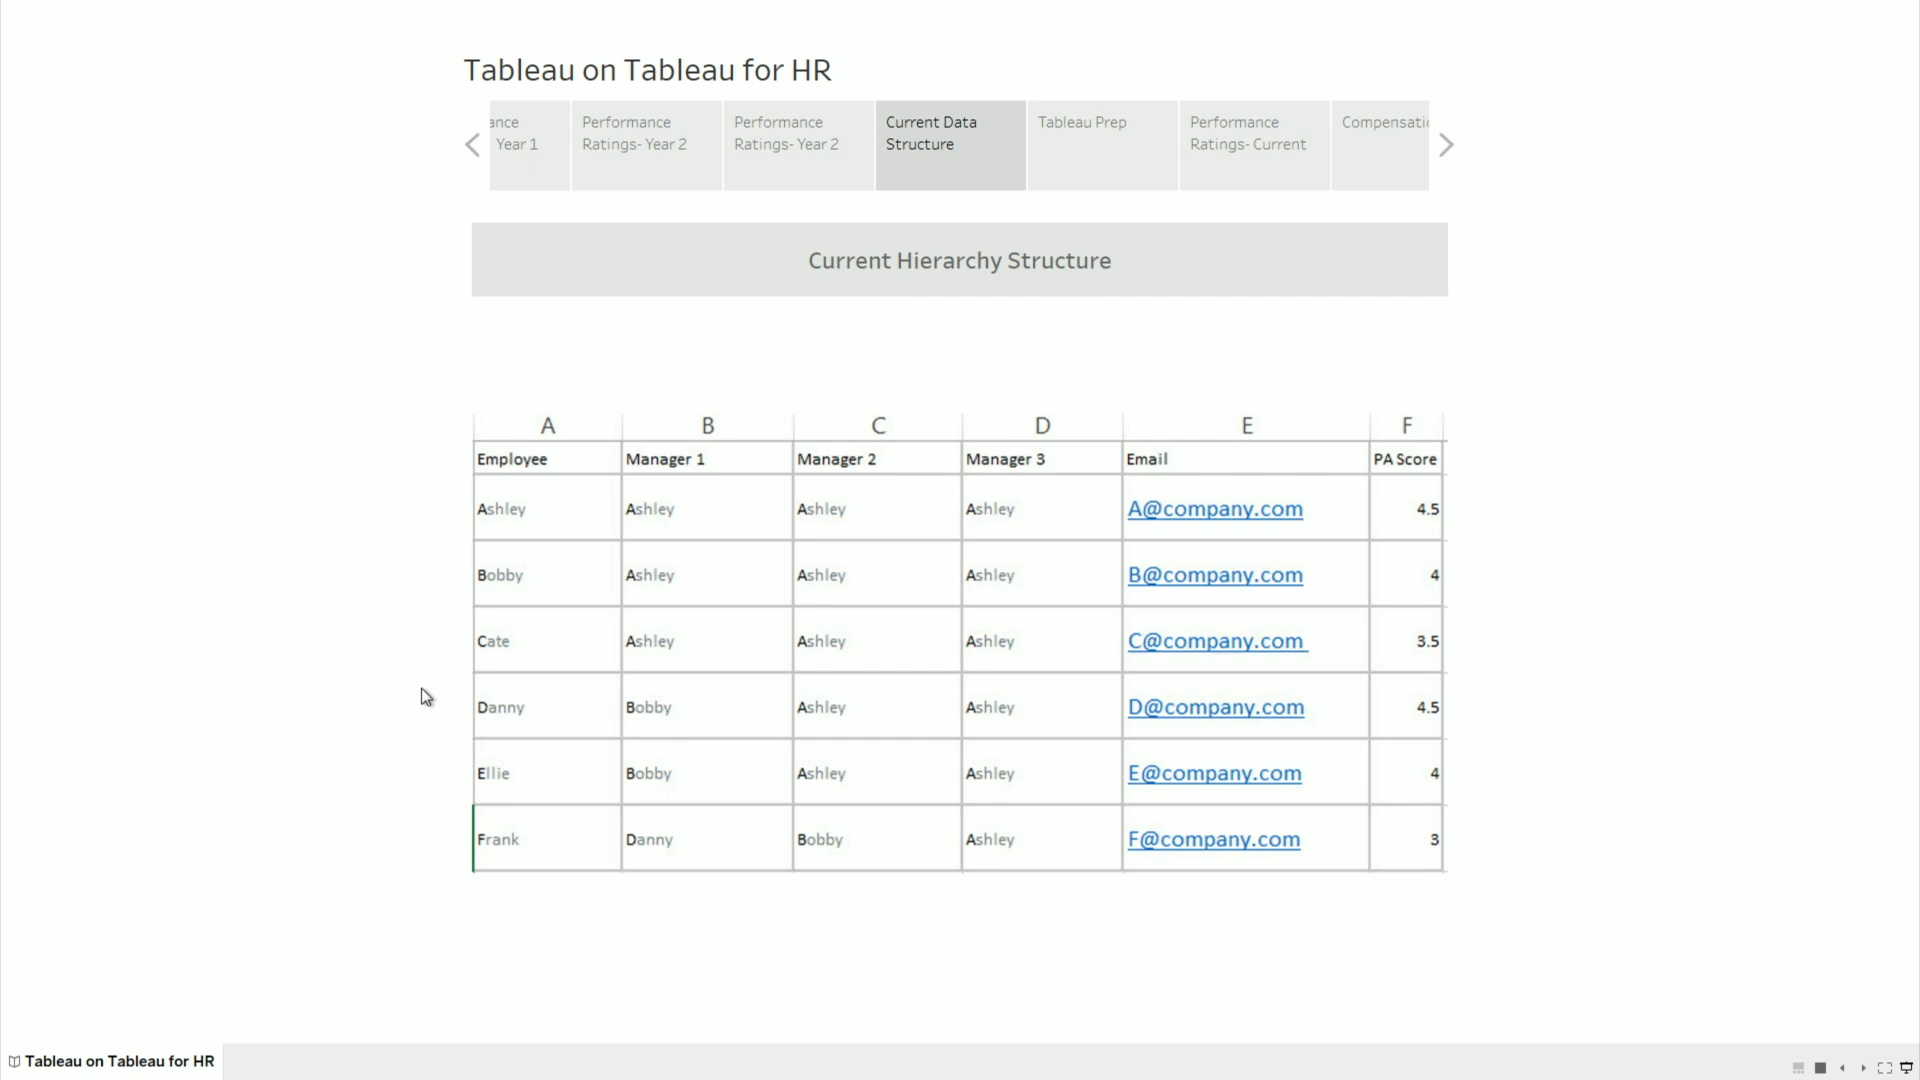 Tableau on Tableau for HR
ance Year 1
Performance Ratings- Year 2
Performance Ratings- Year 2
Current Data Structure
Tableau Prep
Performance Ratings- Current
Compensatic
Current Hierarchy Structure
A B C D E F
Employee Manager 1 Manager 2 Manager 3 Email PA Score
Ashley Ashley Ashley Ashley A@company.com 4.5
Bobby Ashley Ashley Ashley B@company.com 4
Cate Ashley Ashley Ashley C@company.com 3.5
Danny Bobby Ashley Ashley D@company.com 4.5
Ellie Bobby Ashley Ashley E@company.com 4
Frank Danny Bobby Ashley F@company.com 3
Tableau on Tableau for HR